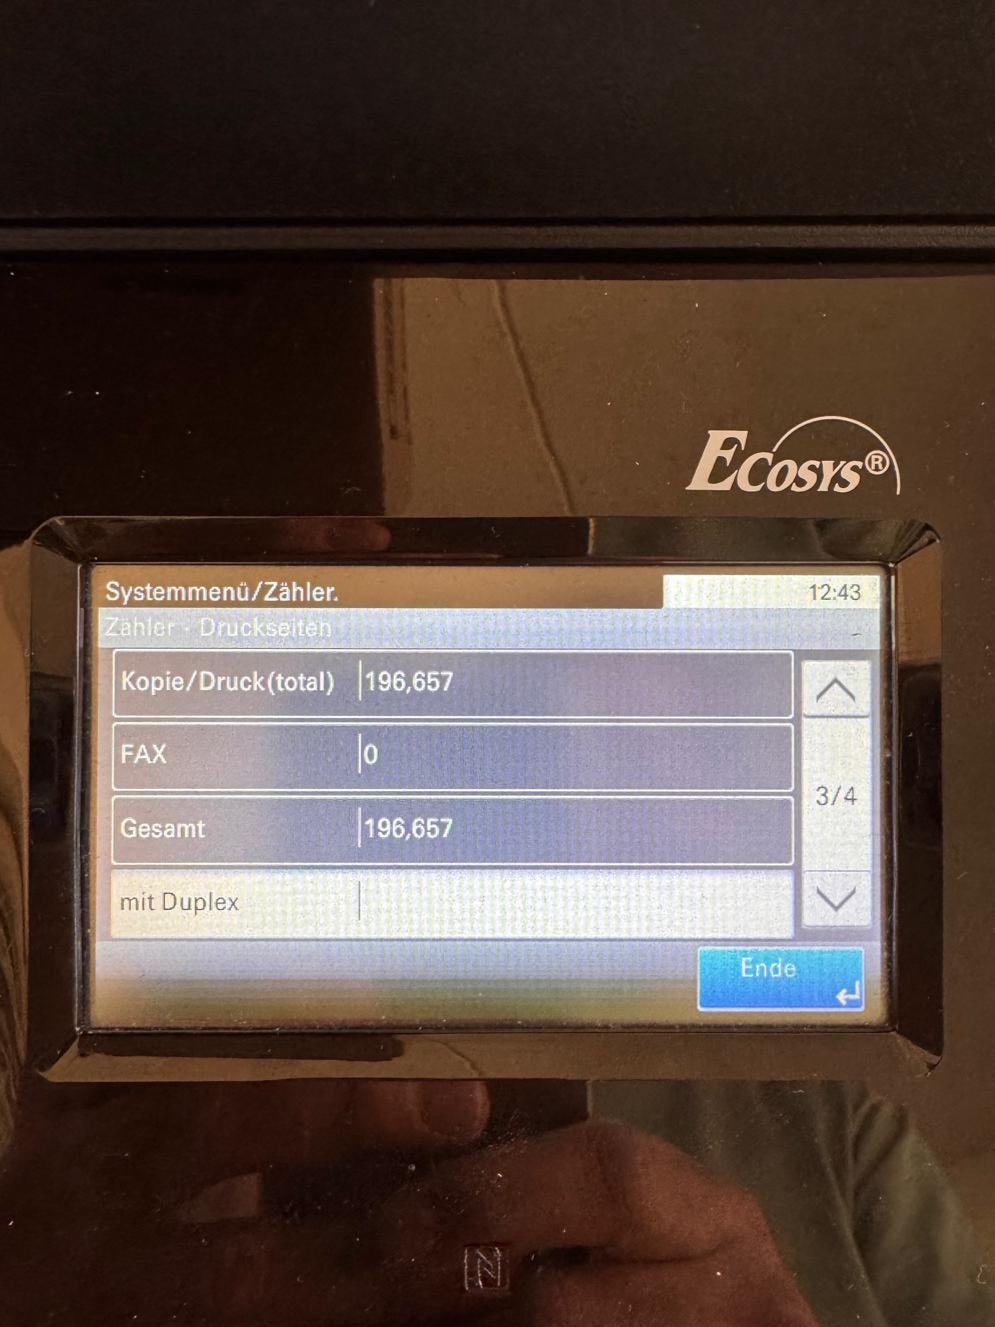 ECOSYS®
Systemmenü/Zähler.
12:43
Zähler - Druckseiten
Kopie/Druck(total) 196,657
FAX 0
Gesamt 196,657
3/4
mit Duplex
Ende